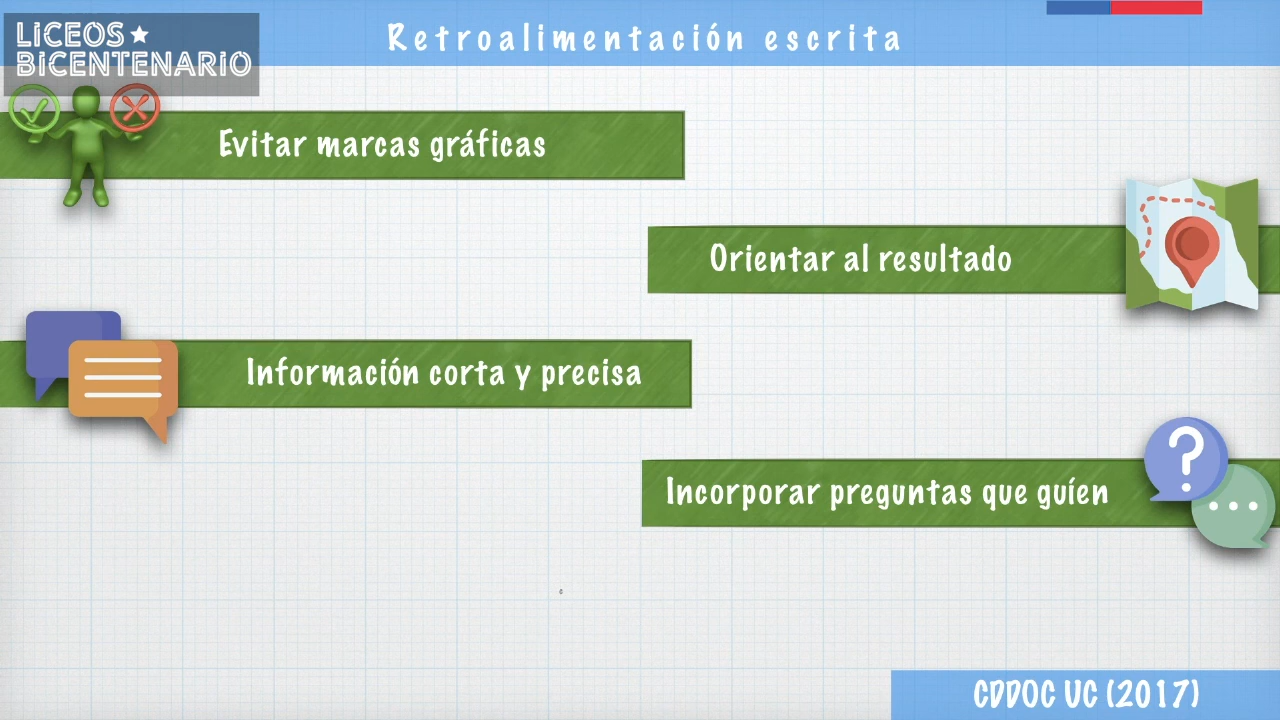 LICEOS
BICENTENARIO
Retroalimentación escrita
Evitar marcas gráficas
Orientar al resultado
Información corta y precisa
?
Incorporar preguntas que guíen
CDDOC UC (2017)